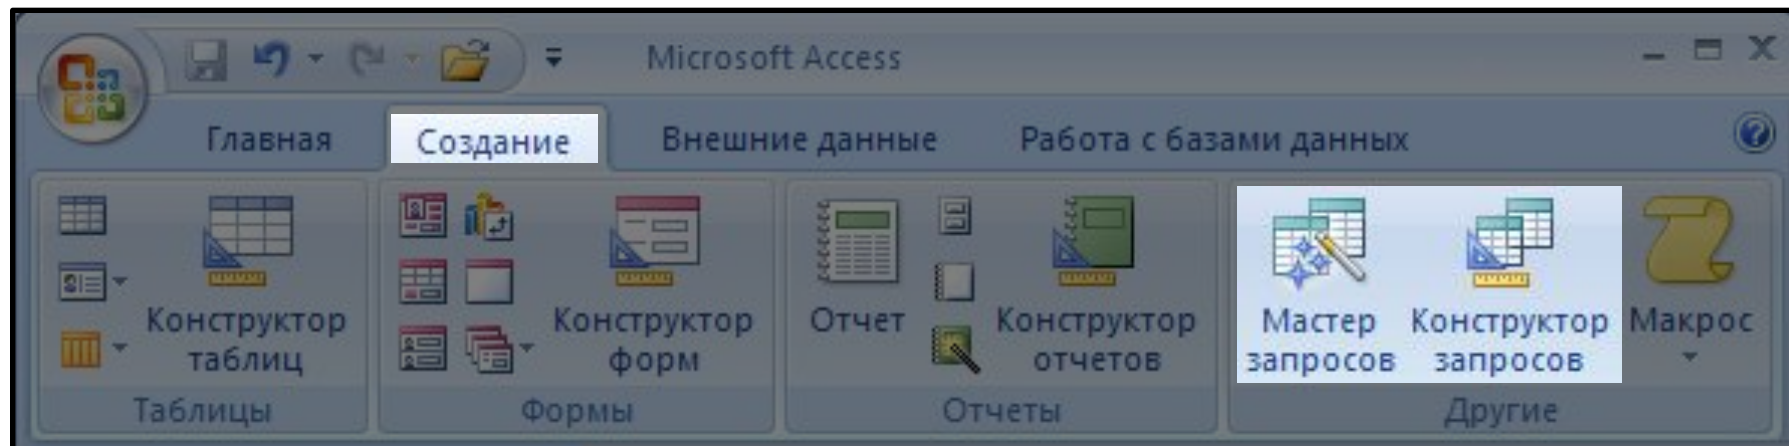 Microsoft Access
Главная Создание Внешние данные Работа с базами данных
Конструктор таблиц
Конструктор форм
Отчет
Конструктор отчетов
Мастер запросов
Конструктор запросов
Макрос
Таблицы Формы Отчеты Другие